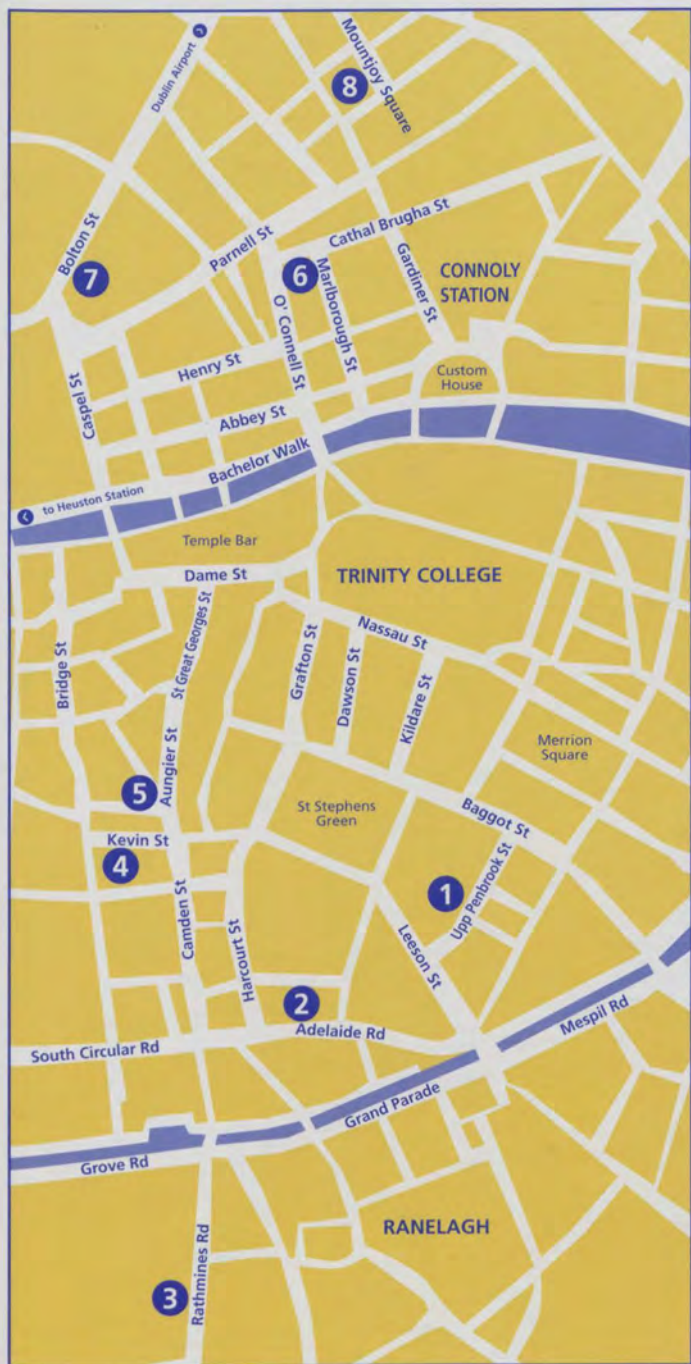 Dublin Airport
Mountjoy Square
8
Bolton St
Parnell St
Cathal Brugha St
7
6
Marlborough St
Gardiner St
CONNOLY
STATION
O' Connell St
Henry St
Caspel St
Abbey St
Custom
House
Bachelor Walk
to Heuston Station
Temple Bar
Dame St
TRINITY COLLEGE
St Great Georges St
Nassau St
Bridge St
Grafton St
Dawson St
Kildare St
Merrion
Square
Aungier St
5
St Stephens
Green
Baggot St
Kevin St
4
1
Upp Penbrook St
Camden St
Harcourt St
Leeson St
2
Adelaide Rd
Mespil Rd
South Circular Rd
Grand Parade
Grove Rd
RANELAGH
3
Rathmines Rd